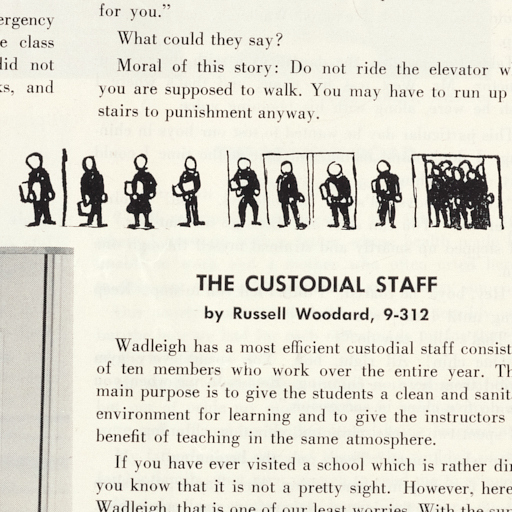 ergency
e class
did not
ks, and
for you."
What could they say?
Moral of this story: Do not ride the elevator w
you are supposed to walk. You may have to run up
stairs to punishment anyway.
THE CUSTODIAL STAFF
by Russell Woodard, 9-312
Wadleigh has a most efficient custodial staff consist
of ten members who work over the entire year. Th
main purpose is to give the students a clean and sanit
environment for learning and to give the instructors
benefit of teaching in the same atmosphere.
If you have ever visited a school which is rather dir
you know that it is not a pretty sight. However, here
Wadleigh, that is one of our least worries. With the sup